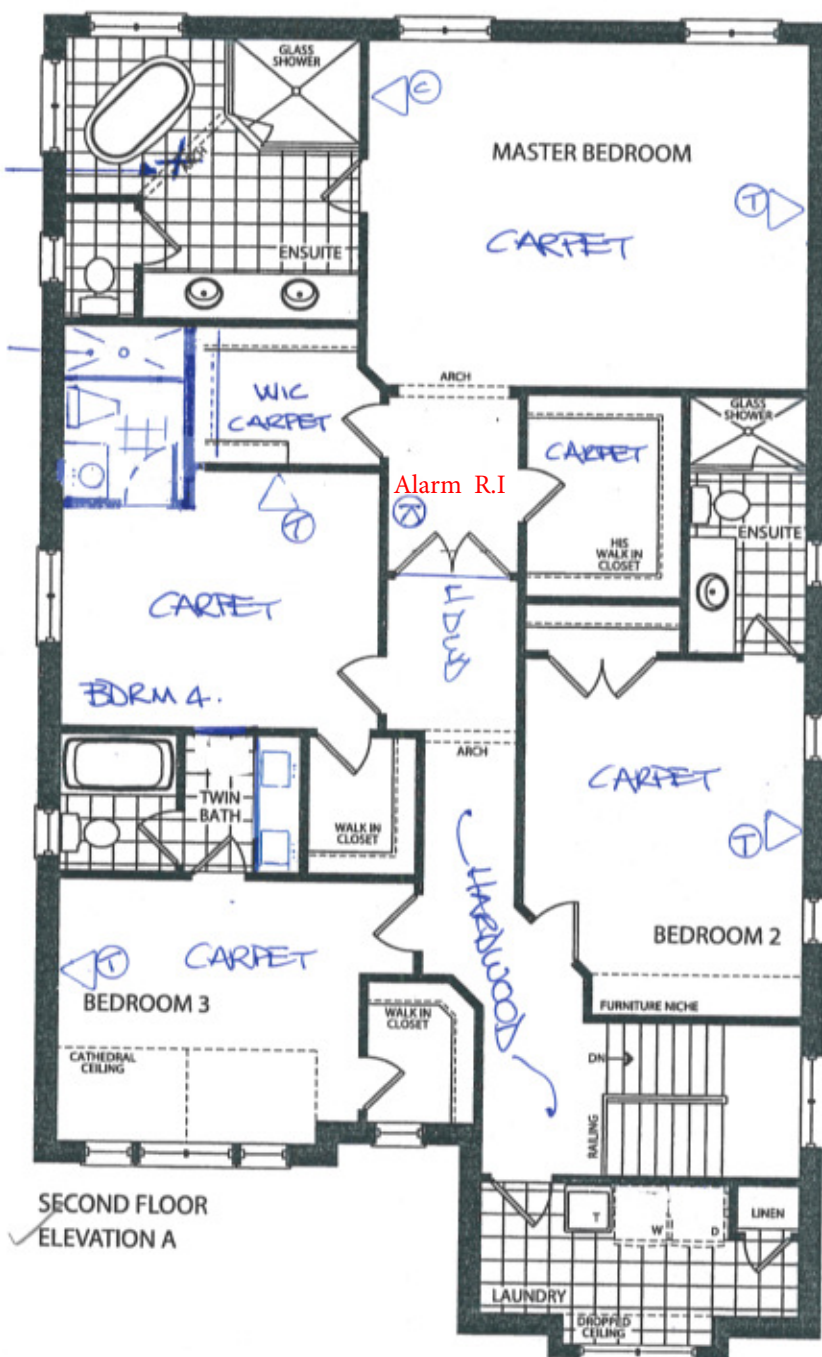 GLASS
SHOWER
C
MASTER BEDROOM
ARCH
T
CARPET
ENSUITE
ARCH
WIC
CARPET
GLASS
SHOWER
CARPET
Alarm R.I
K
T
HIS
WALK IN
CLOSET
ENSUITE
CARPET
BDRM 4.
ARCH
TWIN
BATH
WALK IN
CLOSET
CARPET
T
HARDWOOD
BEDROOM 2
CARPET
T
BEDROOM 3
WALK IN
CLOSET
FURNITURE NICHE
CATHEDRAL
CEILING
DN
RAILING
SECOND FLOOR
ELEVATION A
T
W
D
LINEN
LAUNDRY
DROPPED
CEILING